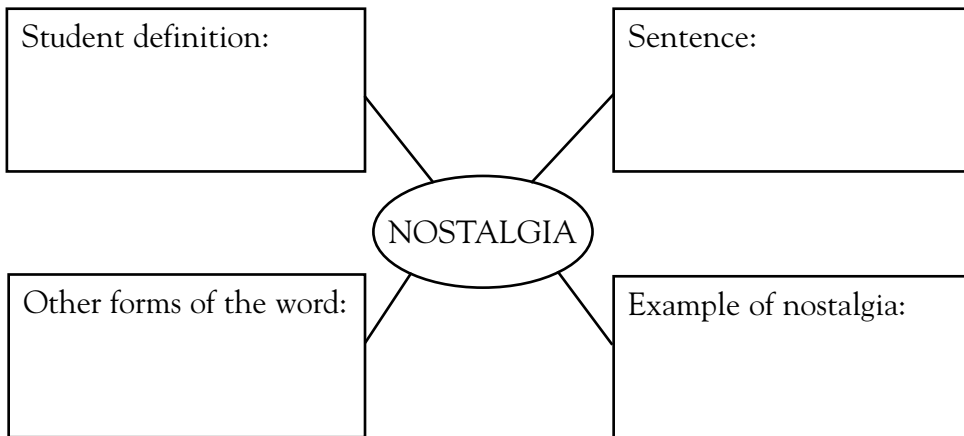 Student definition:
Sentence:
NOSTALGIA
Other forms of the word:
Example of nostalgia: